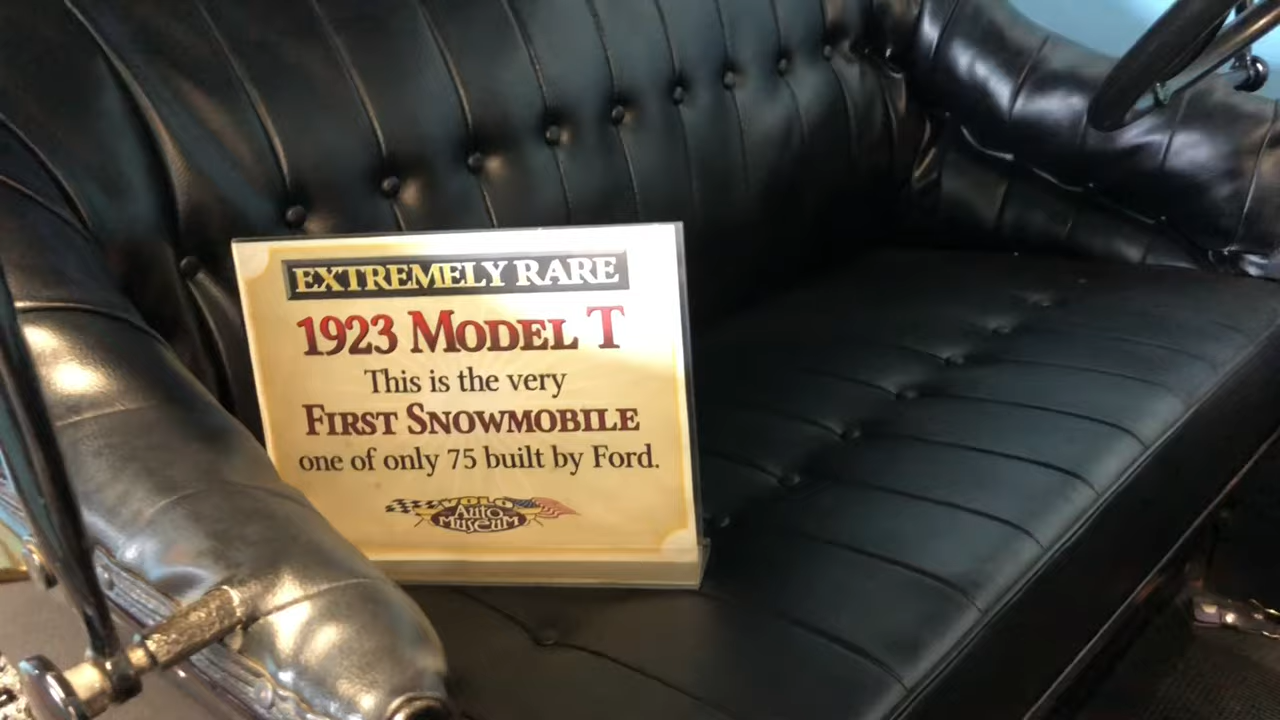 EXTREMELY RARE
1923 MODEL T
This is the very
FIRST SNOWMOBILE
one of only 75 built by Ford.
VOLO
AUTO
MUSEUM